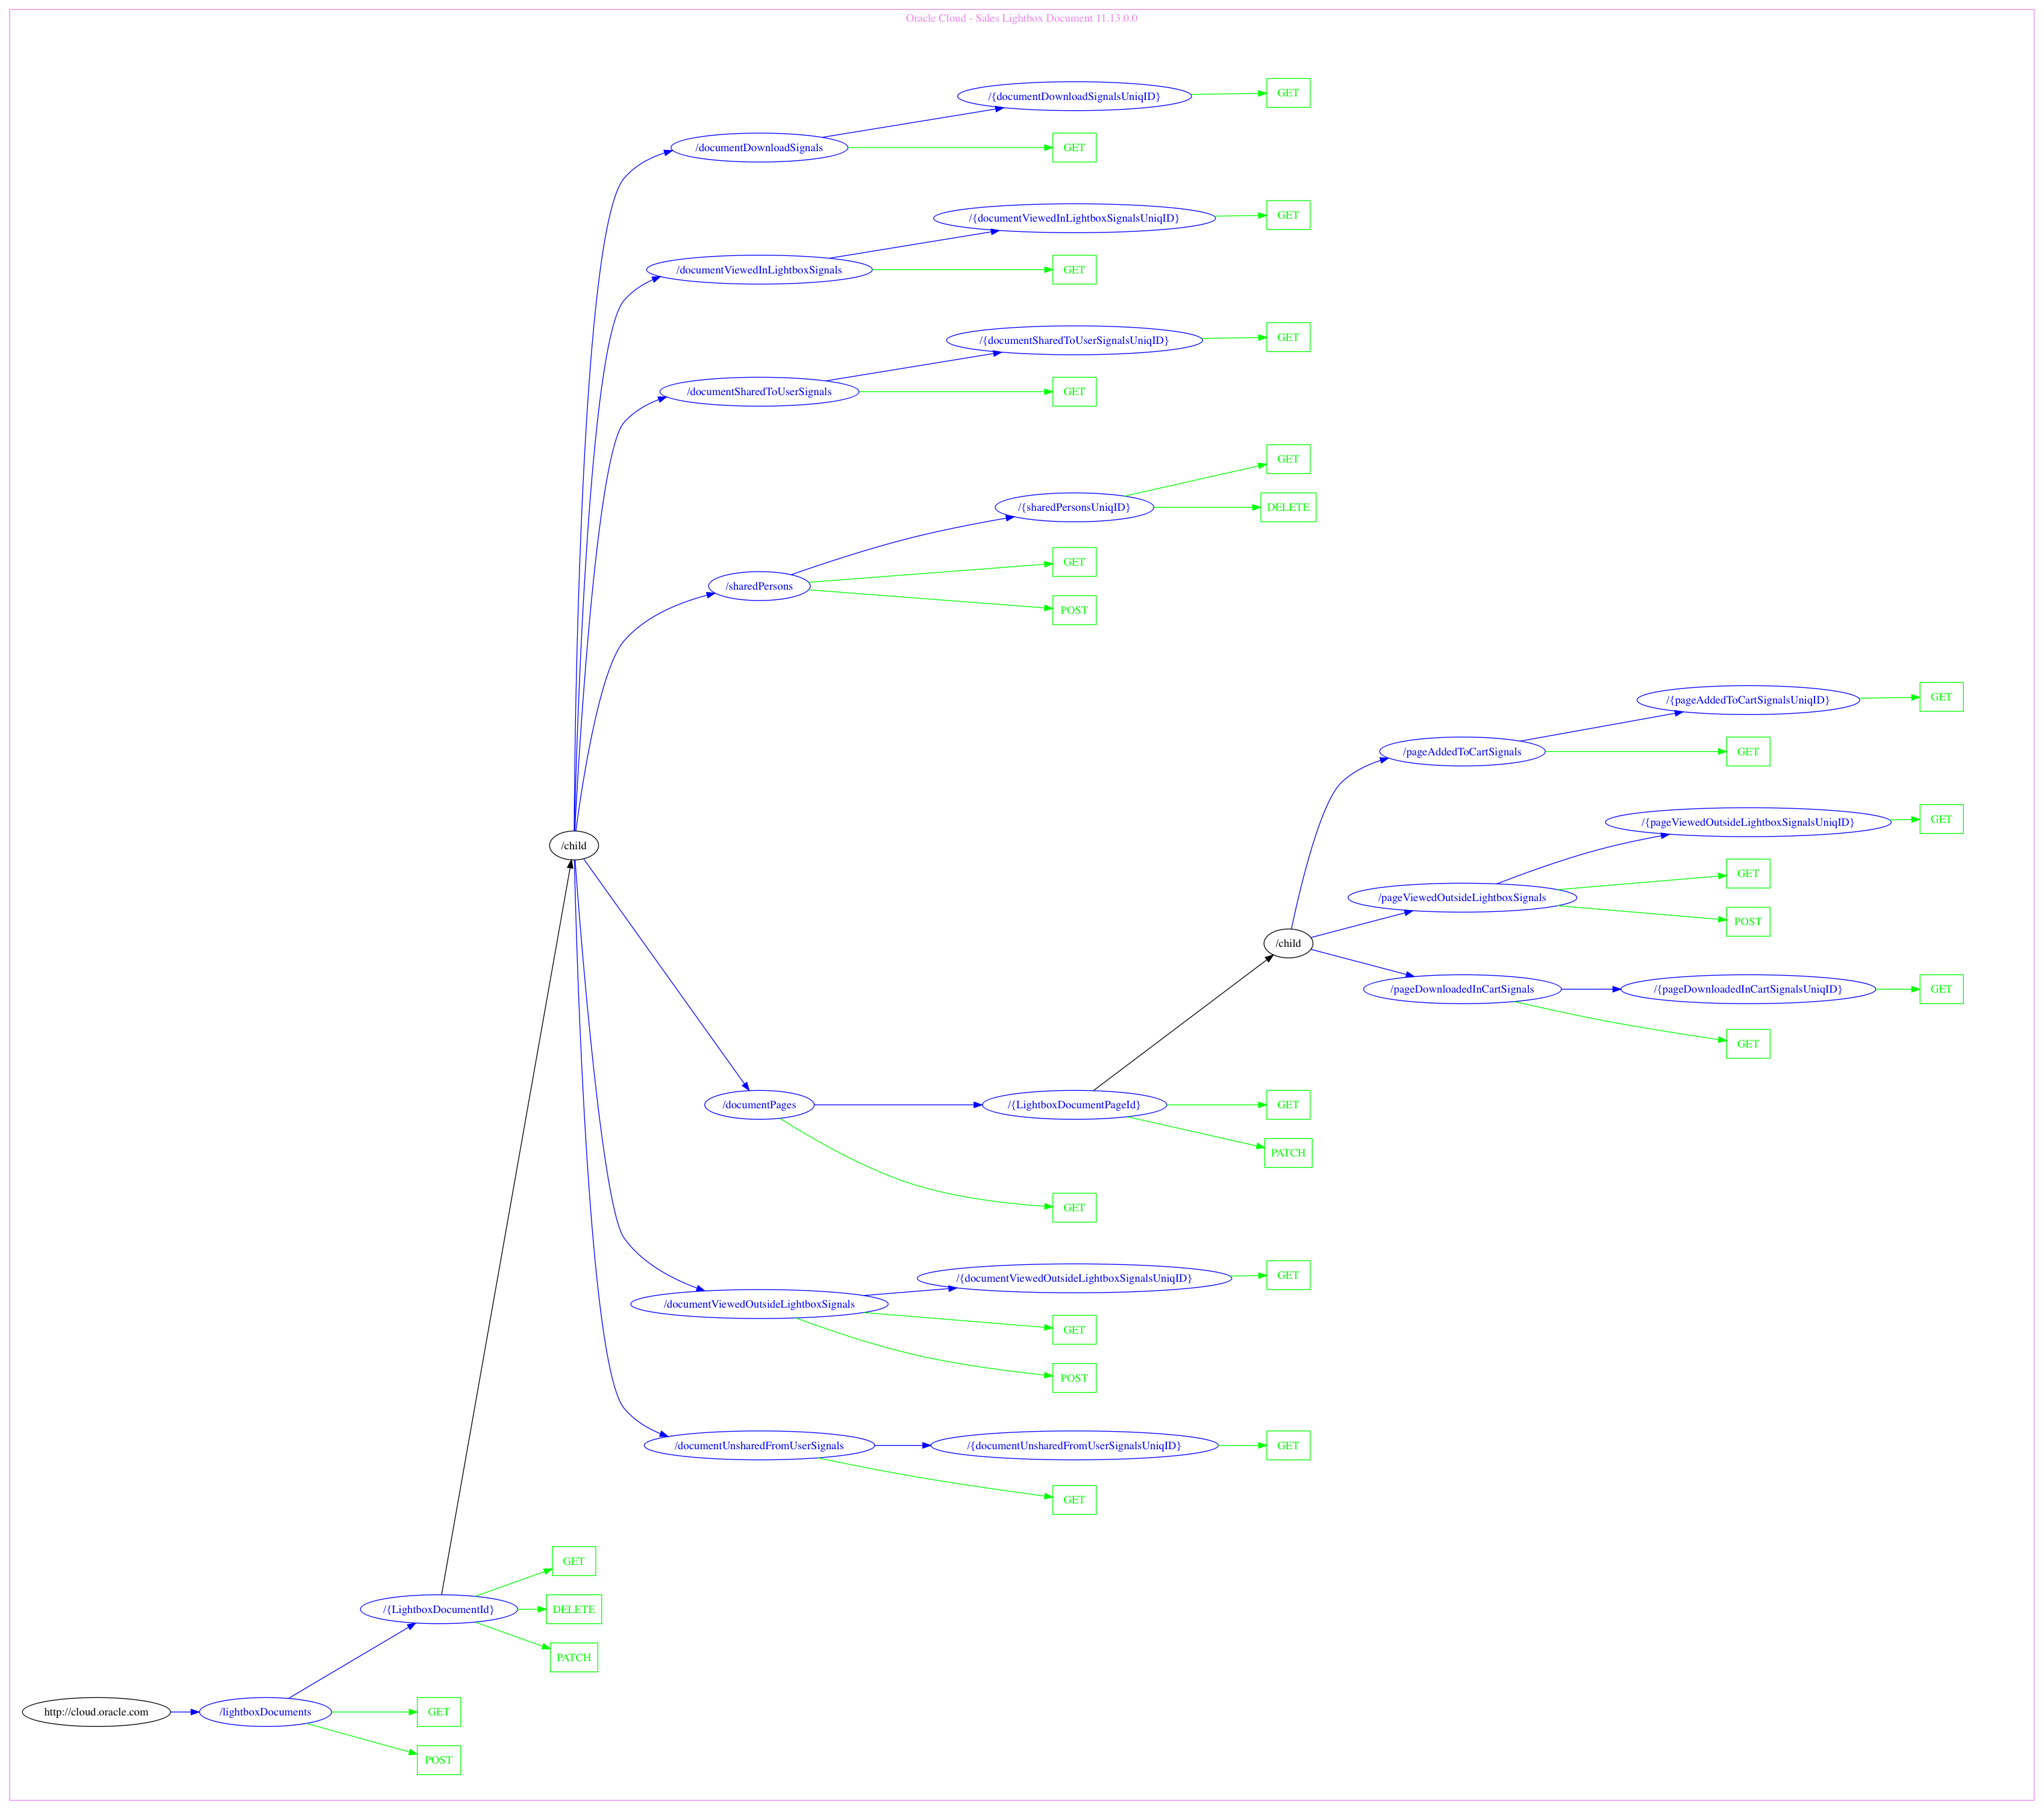 Oracle Cloud - Sales Lightbox Document 11.13.0.0
/{documentDownloadSignalsUniqID}
GET
/documentDownloadSignals
GET
/{documentViewedInLightboxSignalsUniqID}
GET
/documentViewedInLightboxSignals
GET
/{documentSharedToUserSignalsUniqID}
GET
/documentSharedToUserSignals
GET
GET
/{sharedPersonsUniqID}
DELETE
GET
/sharedPersons
POST
/{pageAddedToCartSignalsUniqID}
GET
/pageAddedToCartSignals
GET
/{pageViewedOutsideLightboxSignalsUniqID}
GET
/child
GET
/pageViewedOutsideLightboxSignals
POST
/child
/pageDownloadedInCartSignals
/{pageDownloadedInCartSignalsUniqID}
GET
GET
/documentPages
/{LightboxDocumentPageId}
GET
PATCH
GET
/{documentViewedOutsideLightboxSignalsUniqID}
GET
/documentViewedOutsideLightboxSignals
GET
POST
/documentUnsharedFromUserSignals
/{documentUnsharedFromUserSignalsUniqID}
GET
GET
GET
/{LightboxDocumentId}
DELETE
PATCH
http://cloud.oracle.com
/lightboxDocuments
GET
POST